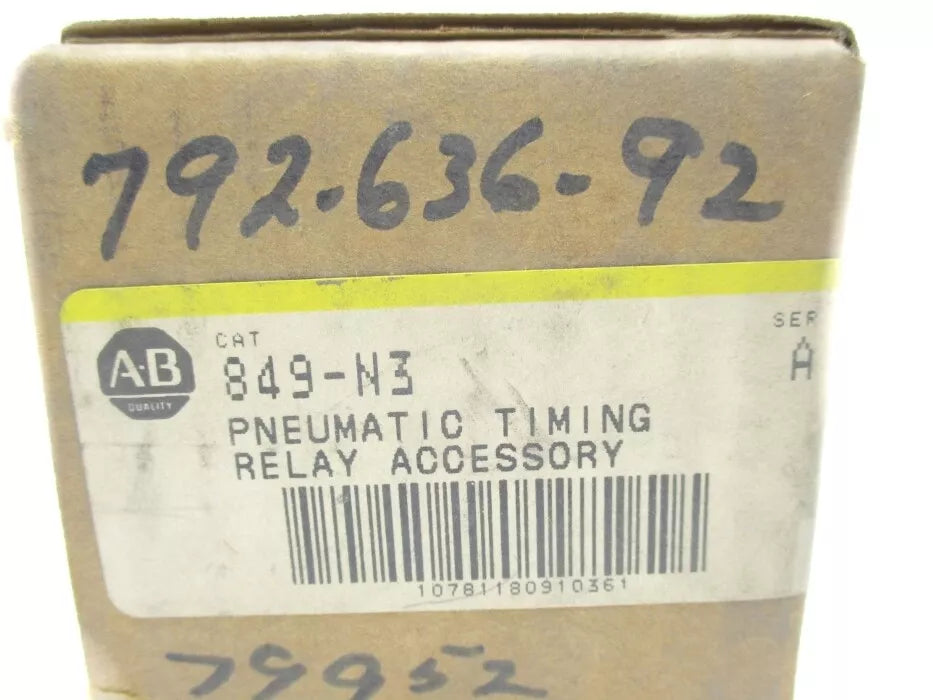 792-636-92
CAT
SER
A·B
QUALITY
849-N3
A
PNEUMATIC TIMING
RELAY ACCESSORY
10781180910361
79952